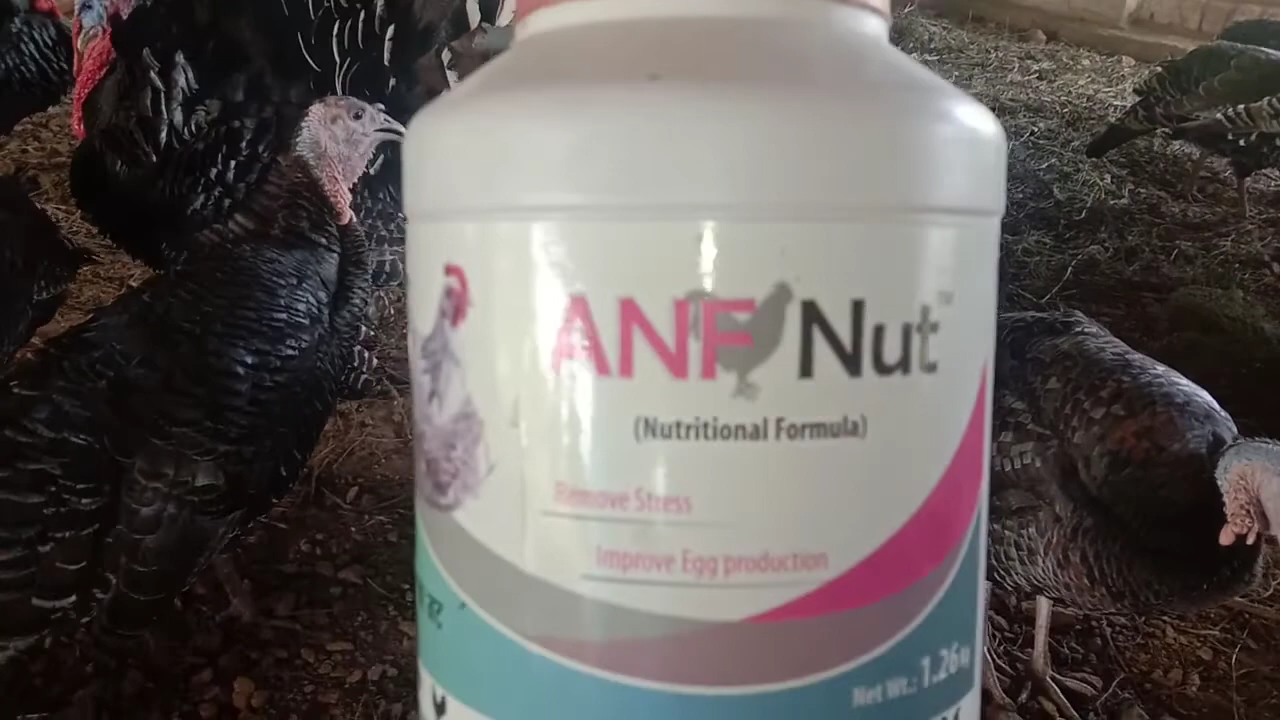 ANF Nut™
(Nutritional Formula)
Remove Stress
Improve Egg production
Net Wt.: 1.26